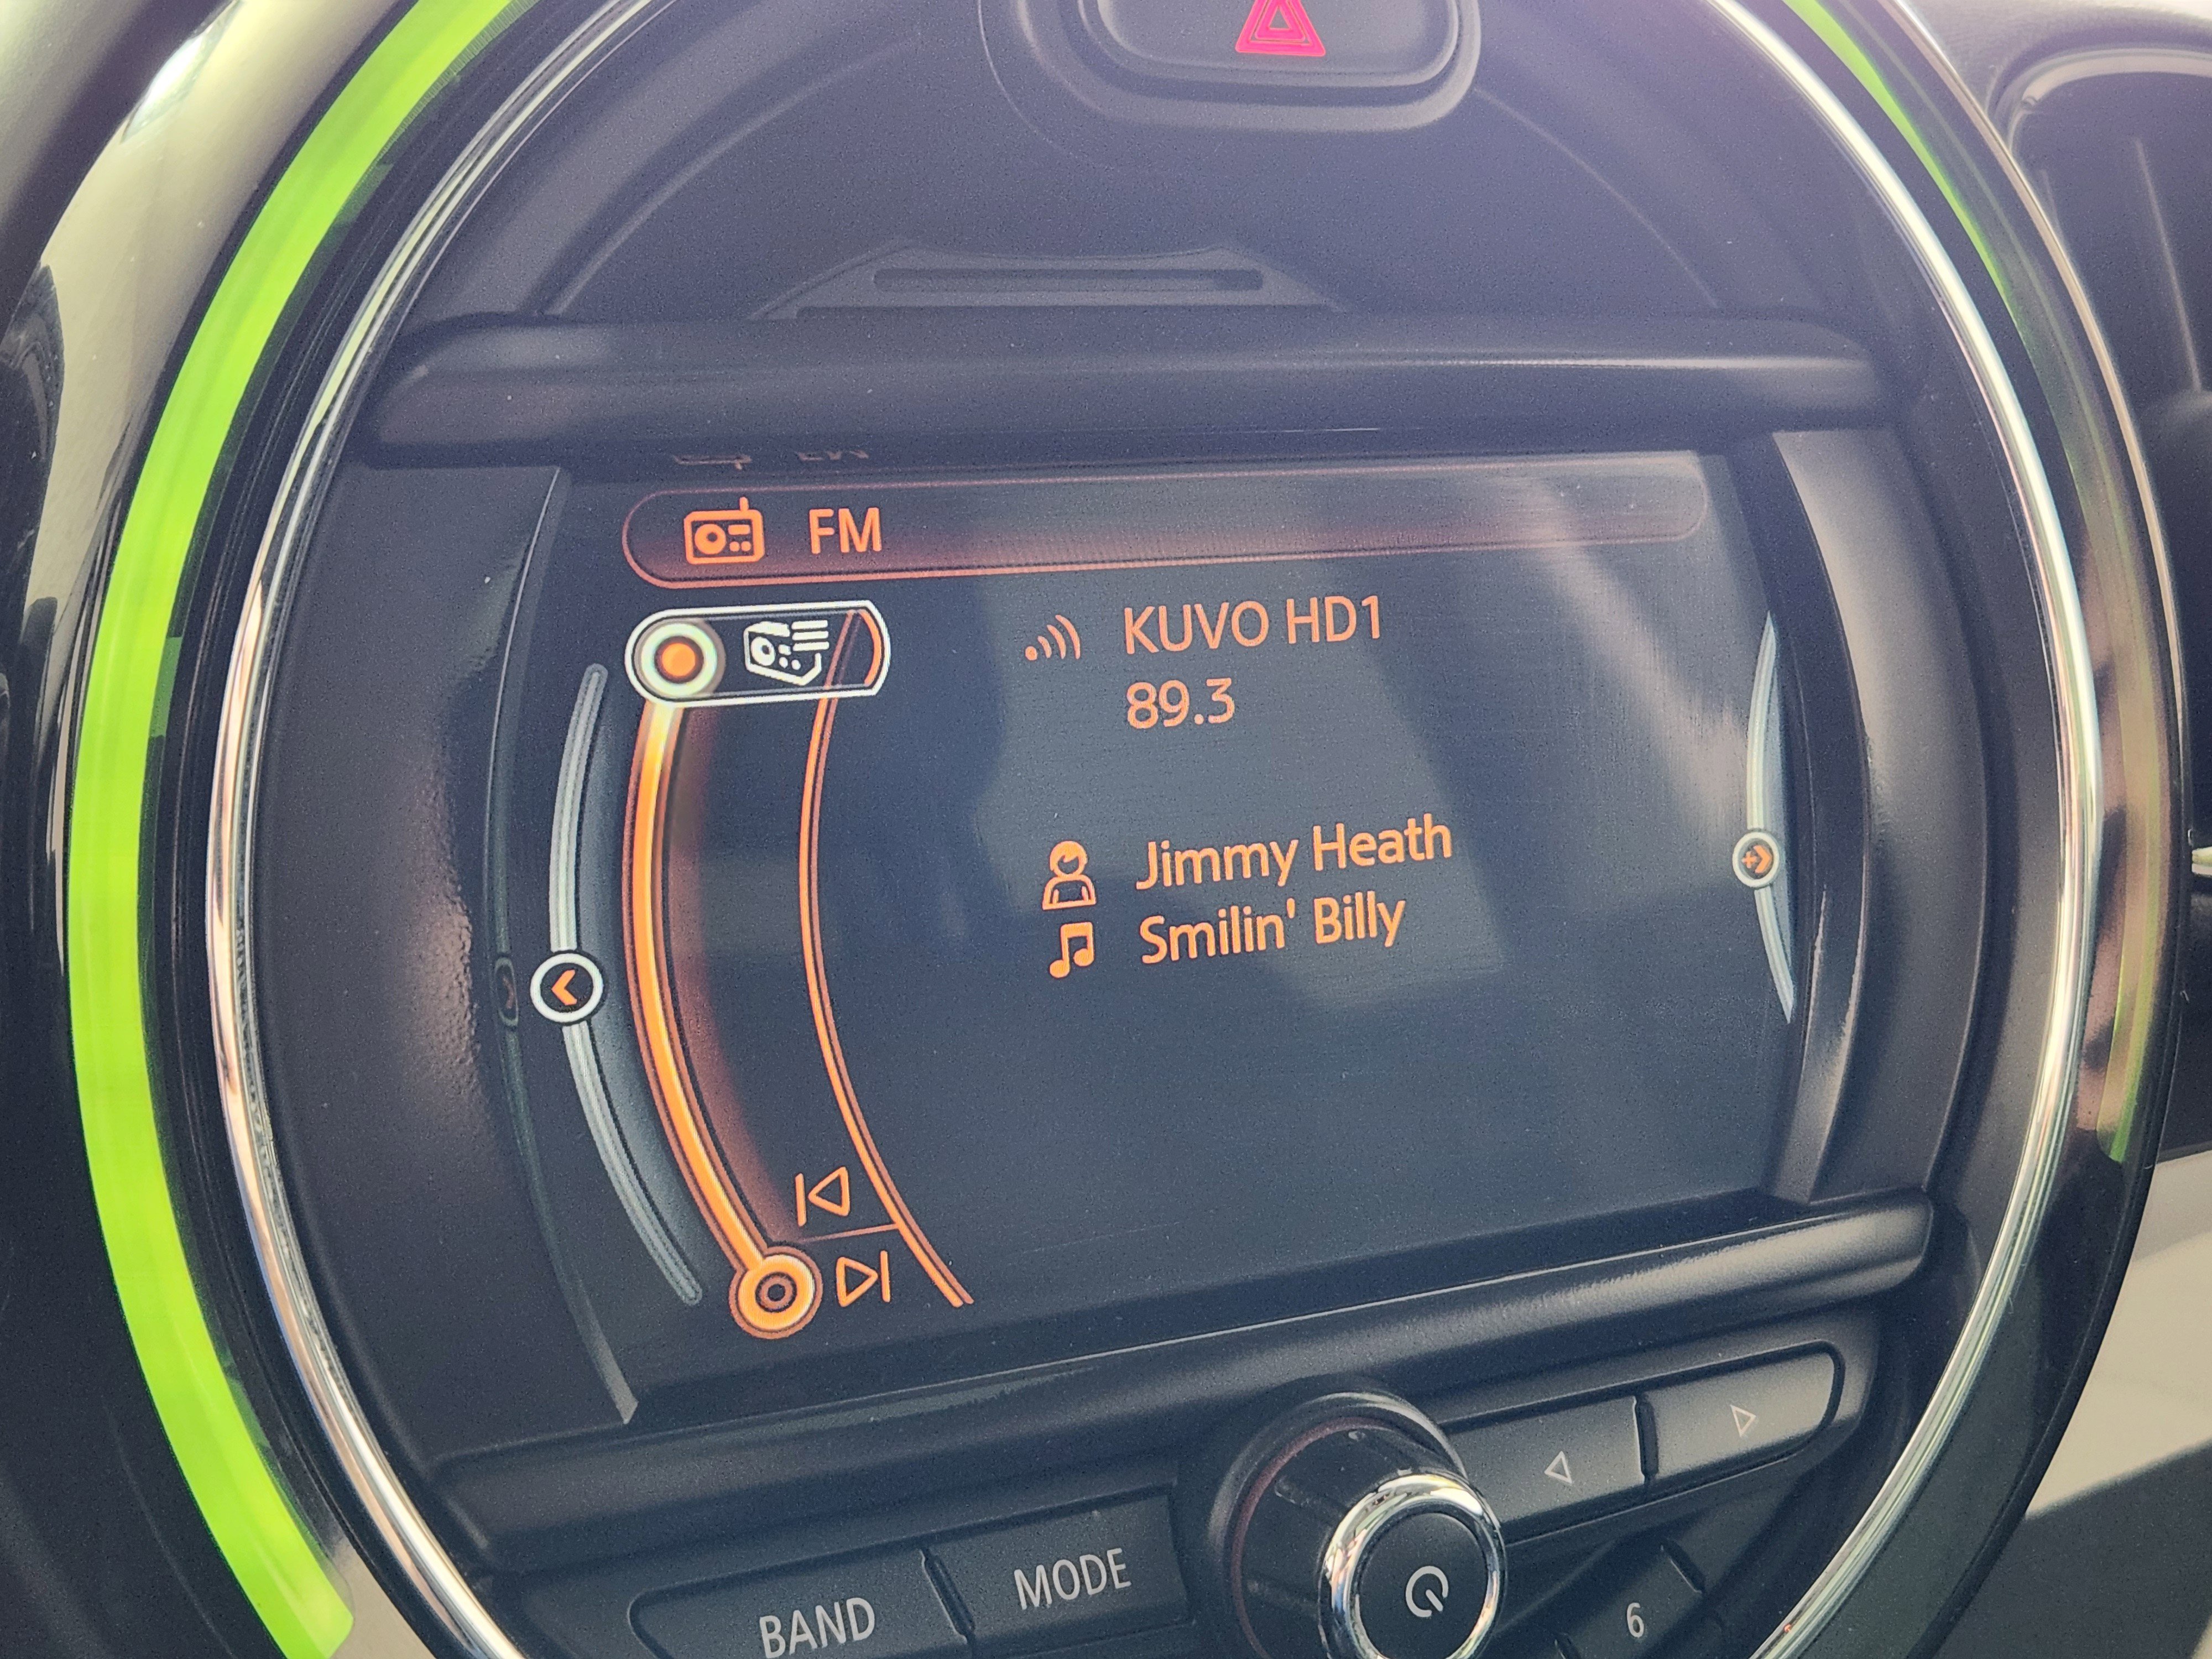 FM
KUVO HD1
89.3
Jimmy Heath
Smilin' Billy
BAND
MODE
6